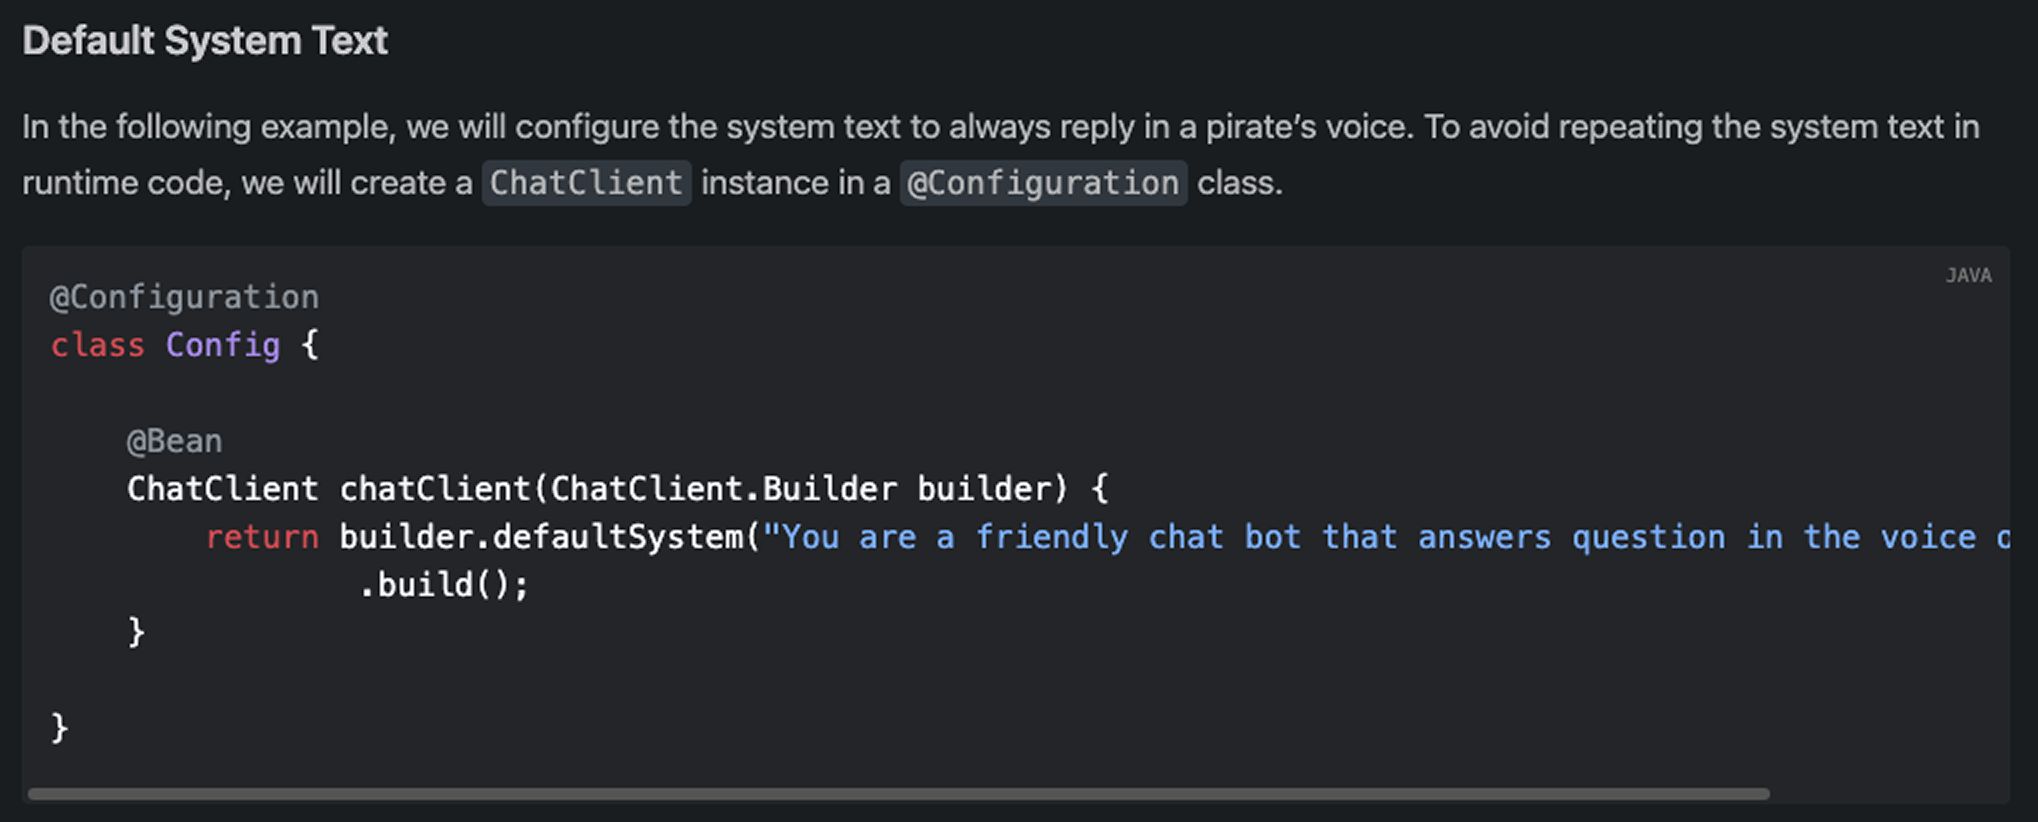 Default System Text
In the following example, we will configure the system text to always reply in a pirate’s voice. To avoid repeating the system text in
runtime code, we will create a ChatClient instance in a @Configuration class.
JAVA
@Configuration
class Config {
@Bean
ChatClient chatClient(ChatClient.Builder builder) {
return builder.defaultSystem("You are a friendly chat bot that answers question in the voice o
.build();
}
}